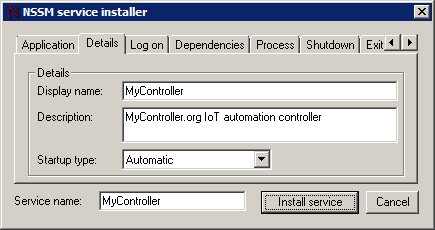 NSSM service installer
Application Details Log on Dependencies Process Shutdown Exit
Details
Display name: MyController
Description: MyController.org IoT automation controller
Startup type: Automatic
Service name: MyController Install service Cancel